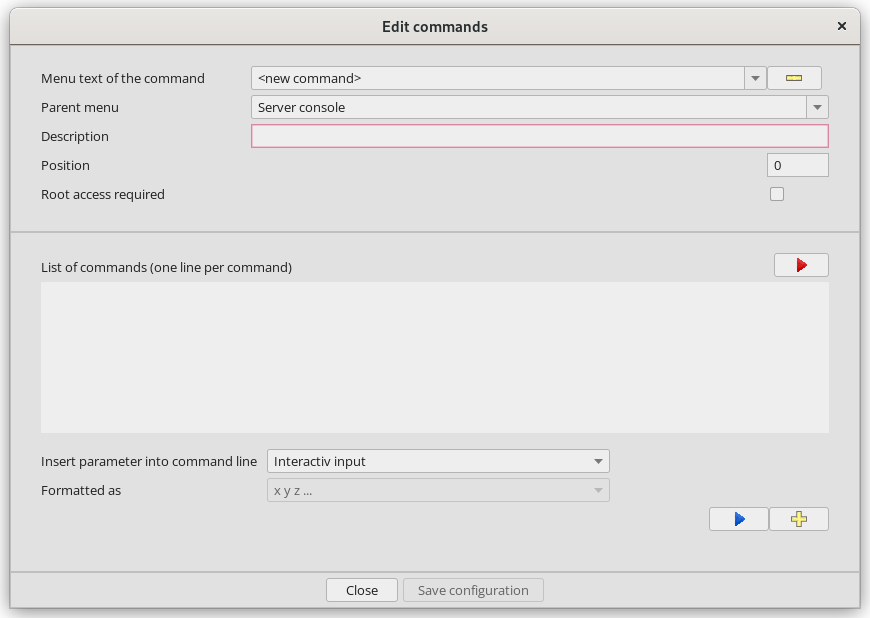 Edit commands
Menu text of the command <new command>
Parent menu Server console
Description
Position 0
Root access required
List of commands (one line per command)
Insert parameter into command line Interactiv input
Formatted as x y z ...
Close Save configuration